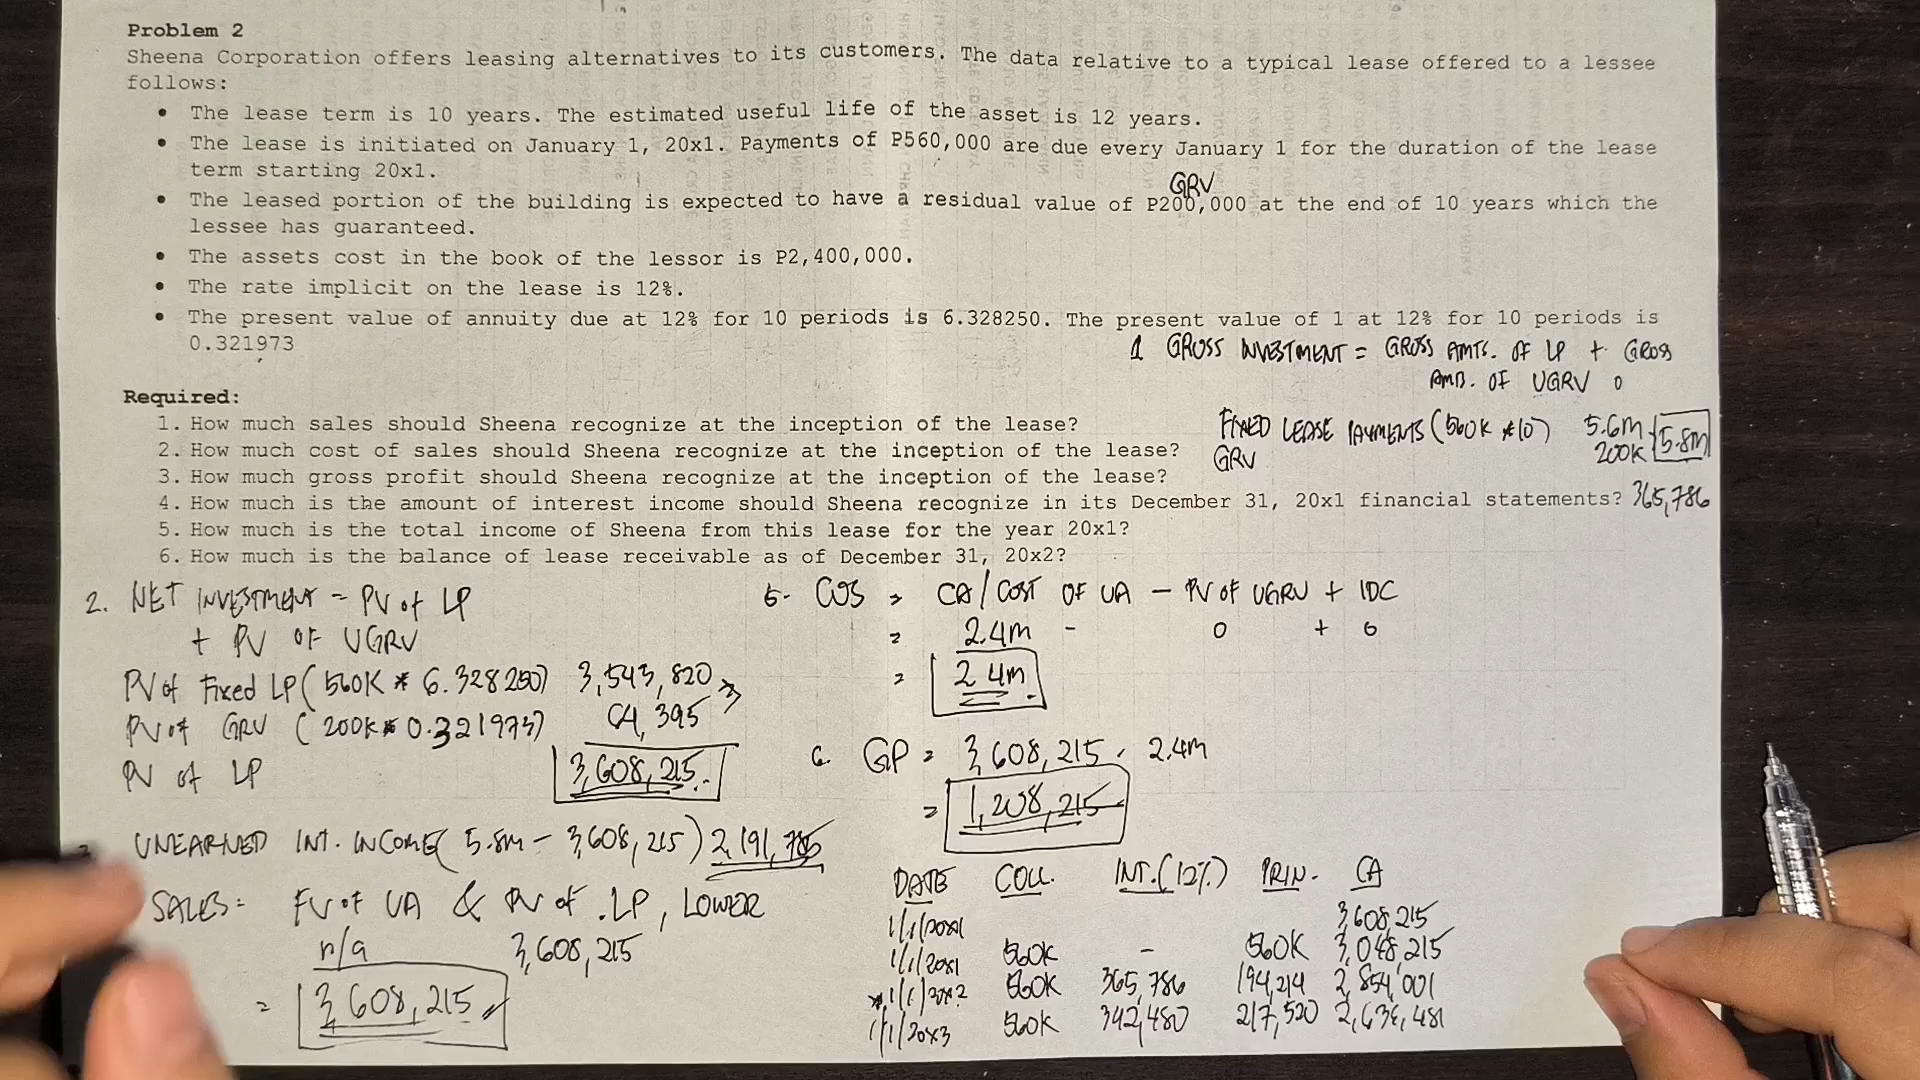 Problem 2
Sheena Corporation offers leasing alternatives to its customers. The data relative to a typical lease offered to a lessee
follows:
• The lease term is 10 years. The estimated useful life of the asset is 12 years.
• The lease is initiated on January 1, 20x1. Payments of P560,000 are due every January 1 for the duration of the lease
term starting 20x1.
GRV
• The leased portion of the building is expected to have a residual value of P200,000 at the end of 10 years which the
lessee has guaranteed.
• The assets cost in the book of the lessor is P2,400,000.
• The rate implicit on the lease is 12%.
• The present value of annuity due at 12% for 10 periods is 6.328250. The present value of 1 at 12% for 10 periods is
0.321973
1 GROSS INVESTMENT = GROSS AMTS. OF LP + GROSS
AMT. OF UGRV 0
Required:
1. How much sales should Sheena recognize at the inception of the lease?
FIXED LEASE PAYMENTS (560K * 10) 5.6m
2. How much cost of sales should Sheena recognize at the inception of the lease?
GRV 200K 5.8m
3. How much gross profit should Sheena recognize at the inception of the lease?
4. How much is the amount of interest income should Sheena recognize in its December 31, 20x1 financial statements? 365,786
5. How much is the total income of Sheena from this lease for the year 20x1?
6. How much is the balance of lease receivable as of December 31, 20x2?
2. NET INVESTMENT = PV of LP
+ PV OF UGRV
PV of Fixed LP (560K * 6.328250) 3,543,820
PV of GRV (200K * 0.321973) 64,395
PV of LP 3,608,215
UNEARNED INT. INCOME (5.8m - 3,608,215) 2,191,785
SALES = FV of UA & PV of LP, LOWER
n/a 3,608,215
= 3,608,215
5. COS = CA/COST OF UA - PV OF UGRV + IDC
= 2.4m - 0 + 0
= 2.4m
6. GP = 3,608,215 - 2.4m
= 1,208,215
DATE COLL. INT.(12%) PRIN. CA
1/1/20x1 3,608,215
1/1/20x1 560K - 560K 3,048,215
*1/1/20x2 560K 365,786 194,214 2,854,001
1/1/20x3 560K 342,480 217,520 2,636,481